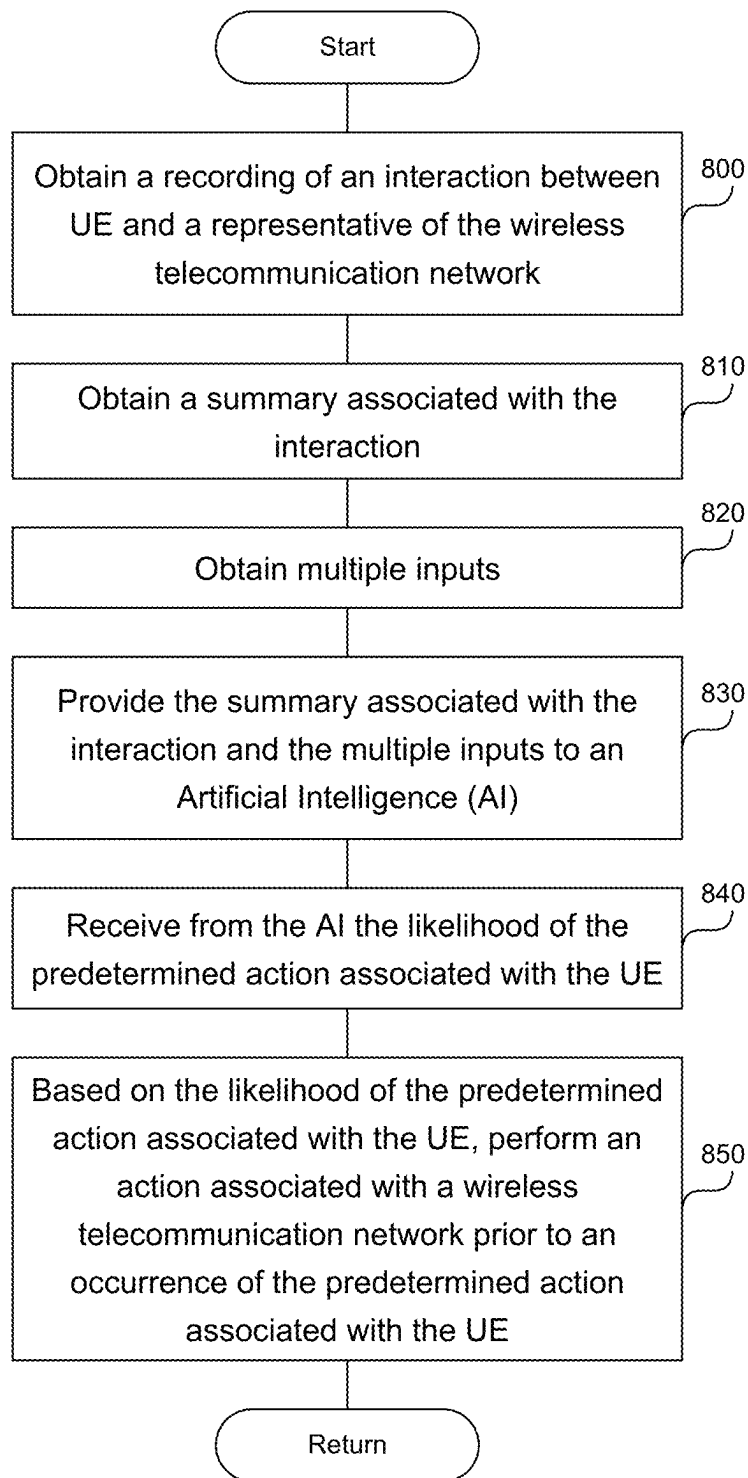 Start
Obtain a recording of an interaction between
UE and a representative of the wireless
telecommunication network
800
Obtain a summary associated with the
interaction
810
Obtain multiple inputs
820
Provide the summary associated with the
interaction and the multiple inputs to an
Artificial Intelligence (AI)
830
Receive from the AI the likelihood of the
predetermined action associated with the UE
840
Based on the likelihood of the predetermined
action associated with the UE, perform an
action associated with a wireless
telecommunication network prior to an
occurrence of the predetermined action
associated with the UE
850
Return